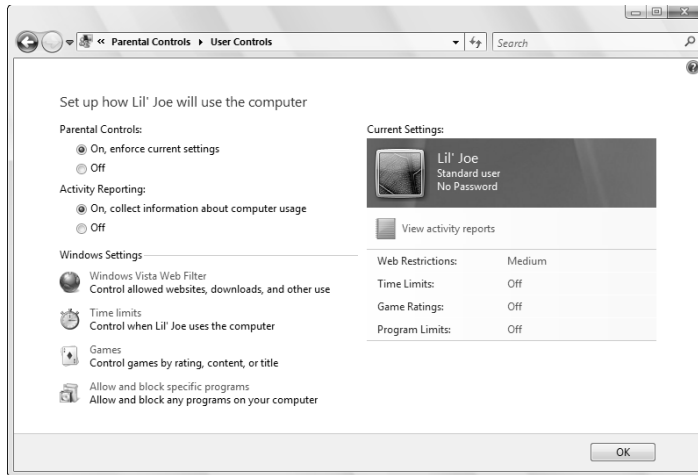 « Parental Controls ▸ User Controls
Search
Set up how Lil' Joe will use the computer
Parental Controls:
On, enforce current settings
Off
Activity Reporting:
On, collect information about computer usage
Off
Windows Settings
Windows Vista Web Filter
Control allowed websites, downloads, and other use
Time limits
Control when Lil' Joe uses the computer
Games
Control games by rating, content, or title
Allow and block specific programs
Allow and block any programs on your computer
Current Settings:
Lil' Joe
Standard user
No Password
View activity reports
Web Restrictions: Medium
Time Limits: Off
Game Ratings: Off
Program Limits: Off
OK